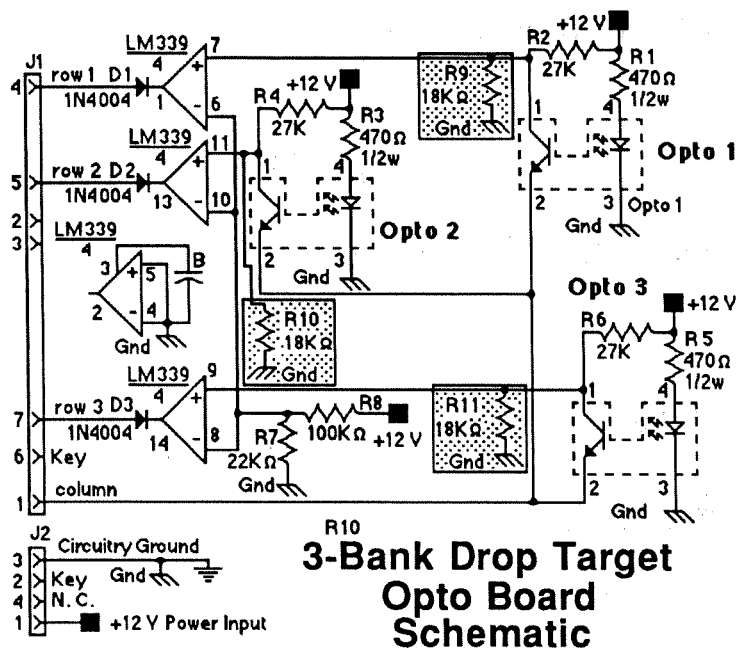 +12 V
J1
LM339
4
7
R2
27K
R1
470Ω
1/2w
4
row 1 D1
1N4004
4
1
6
R9
18KΩ
Gnd
1
2
3
Opto 1
Opto 1
Gnd
+12 V
R4
27K
R3
470Ω
1/2w
LM339
4
11
row 2 D2
1N4004
5
13
10
1
4
2
3
Opto 2
Gnd
2
3
LM339
4
3
5
B
2
4
Gnd
R10
18KΩ
Gnd
Opto 3
+12 V
R6
27K
R5
470Ω
1/2w
LM339
4
9
row 3 D3
1N4004
7
14
8
R8
100KΩ
+12 V
R7
22KΩ
Gnd
R11
18KΩ
Gnd
1
4
2
3
Gnd
6
Key
1
column
R10
J2
3
Circuitry Ground
Gnd
2
Key
4
N.C.
1
+12 V Power Input
3-Bank Drop Target
Opto Board
Schematic